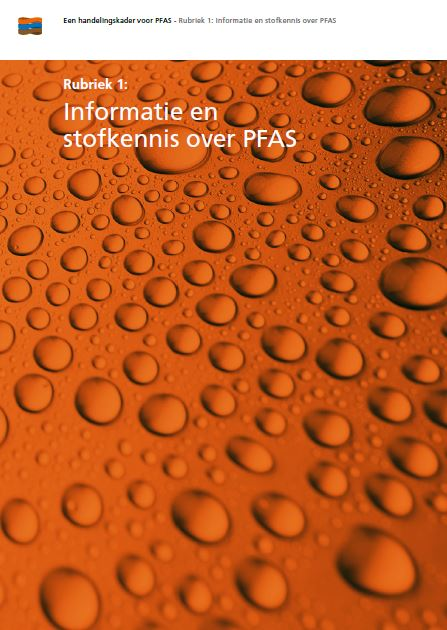 Een handelingskader voor PFAS - Rubriek 1: Informatie en stofkennis over PFAS
Rubriek 1:
Informatie en
stofkennis over PFAS